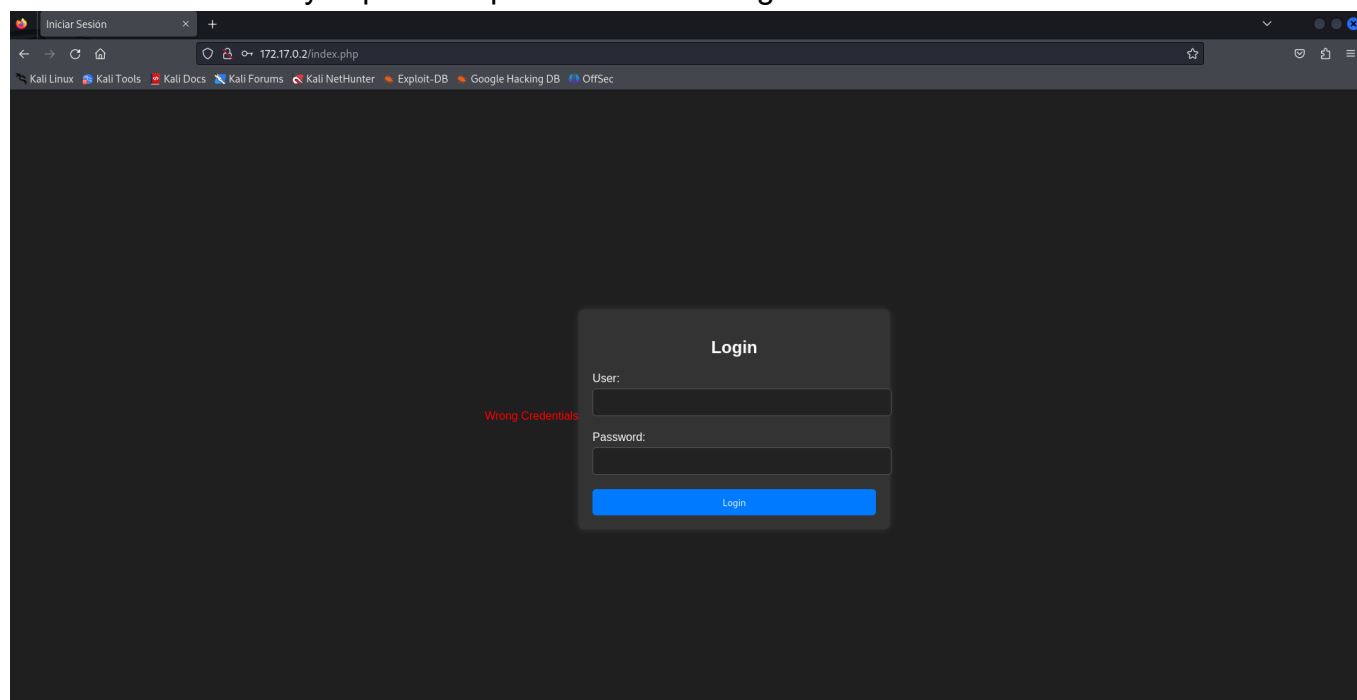 Iniciar Sesión
172.17.0.2/index.php
Kali Linux Kali Tools Kali Docs Kali Forums Kali NetHunter Exploit-DB Google Hacking DB OffSec
Login
User:
Wrong Credentials
Password:
Login